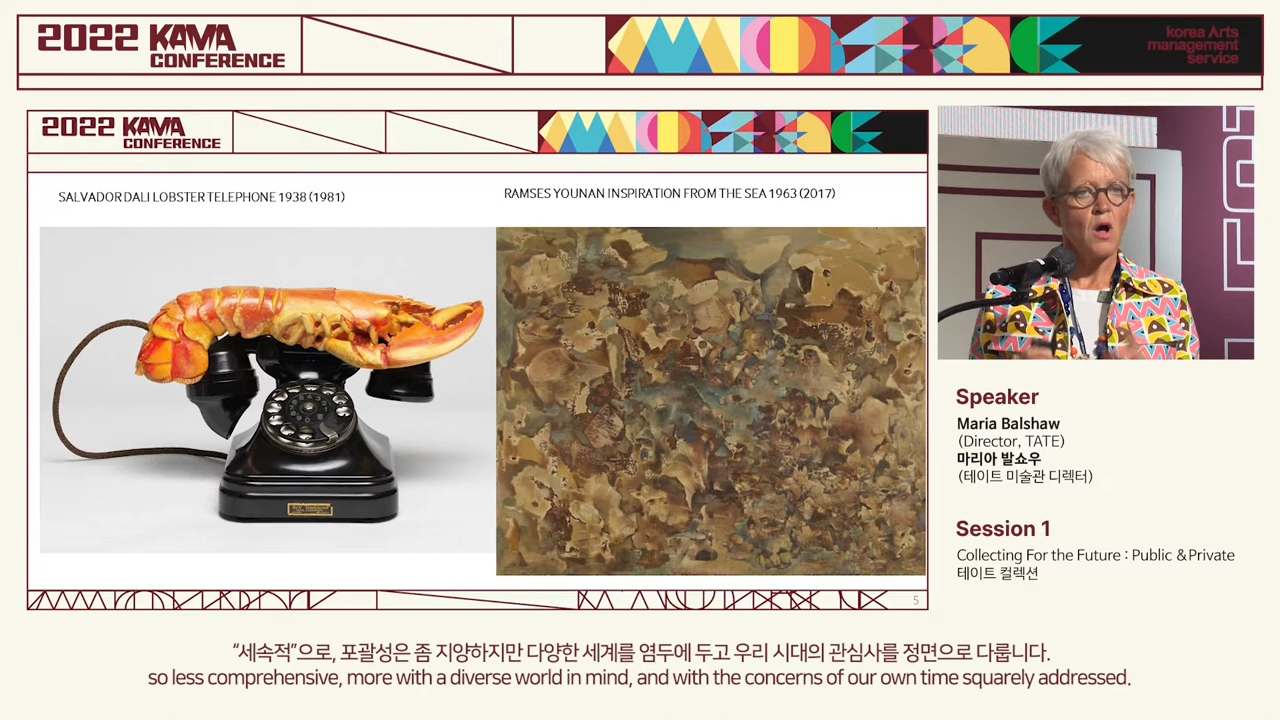 2022 KAMA
CONFERENCE
korea Arts
management
service
2022 KAMA
CONFERENCE
SALVADOR DALI LOBSTER TELEPHONE 1938 (1981)
RAMSES YOUNAN INSPIRATION FROM THE SEA 1963 (2017)
5
Speaker
Maria Balshaw
(Director, TATE)
마리아 발쇼우
(테이트 미술관 디렉터)
Session 1
Collecting For the Future : Public & Private
테이트 컬렉션
“세속적”으로, 포괄성은 좀 지양하지만 다양한 세계를 염두에 두고 우리 시대의 관심사를 정면으로 다룹니다.
so less comprehensive, more with a diverse world in mind, and with the concerns of our own time squarely addressed.